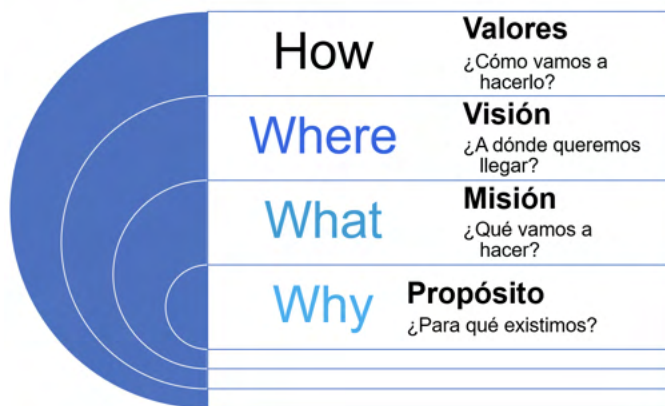 How
Valores
¿Cómo vamos a
hacerlo?
Where
Visión
¿A dónde queremos
llegar?
What
Misión
¿Qué vamos a
hacer?
Why
Propósito
¿Para qué existimos?